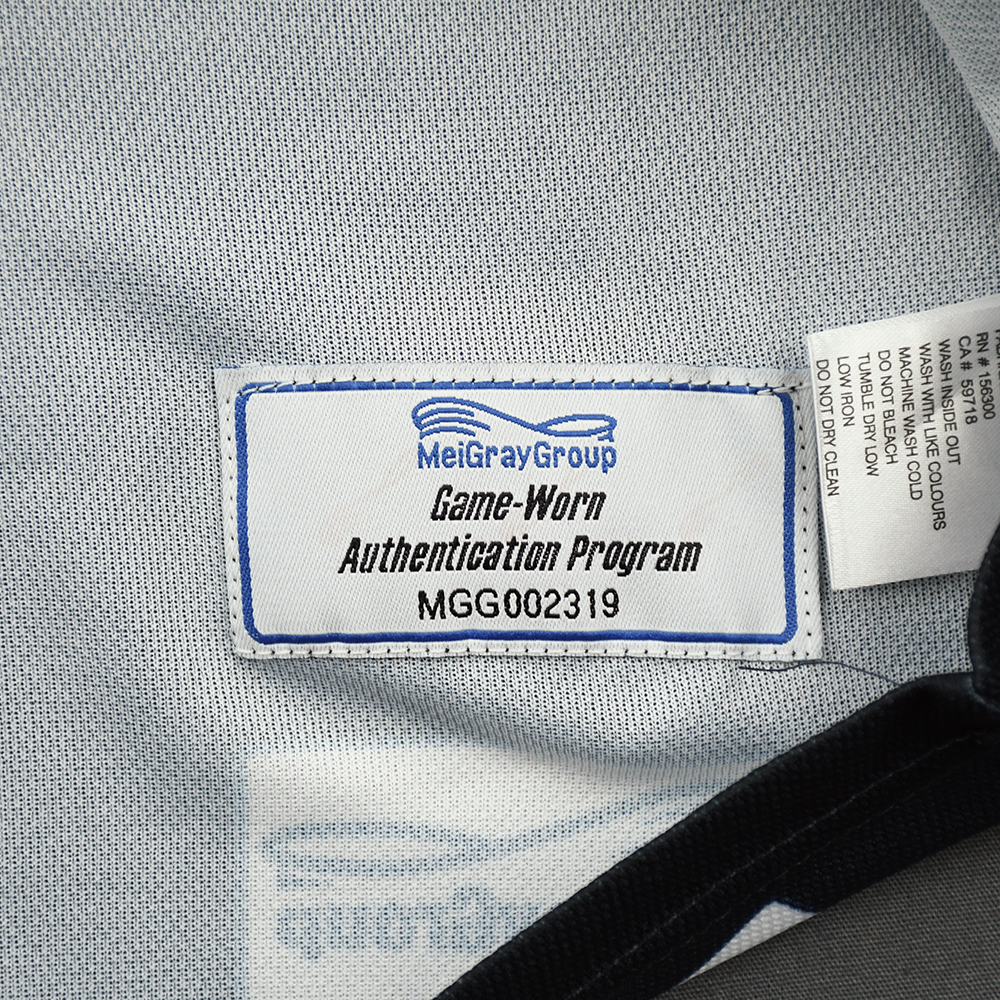 MeiGrayGroup
Game-Worn
Authentication Program
MGG002319
RN # 156300
CA # 59718
WASH INSIDE OUT
WASH WITH LIKE COLOURS
MACHINE WASH COLD
DO NOT BLEACH
TUMBLE DRY LOW
LOW IRON
DO NOT DRY CLEAN